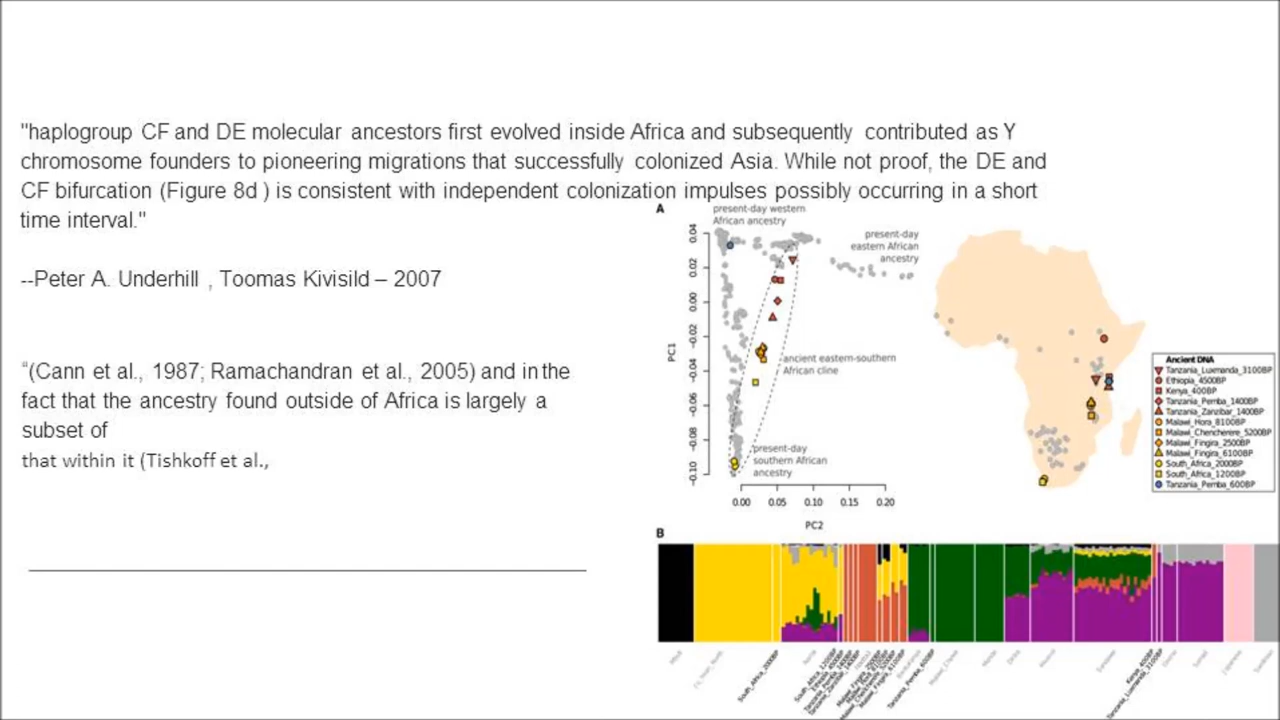 "haplogroup CF and DE molecular ancestors first evolved inside Africa and subsequently contributed as Y
chromosome founders to pioneering migrations that successfully colonized Asia. While not proof, the DE and
CF bifurcation (Figure 8d ) is consistent with independent colonization impulses possibly occurring in a short
time interval."
--Peter A. Underhill , Toomas Kivisild – 2007
"(Cann et al., 1987; Ramachandran et al., 2005) and in the
fact that the ancestry found outside of Africa is largely a
subset of
that within it (Tishkoff et al.,
A
present-day western
African ancestry
present-day
eastern African
ancestry
ancient eastern-southern
African cline
present-day
southern African
ancestry
PC1
0.04
0.02
0.00
-0.02
-0.04
-0.06
-0.08
-0.10
0.00 0.05 0.10 0.15 0.20
PC2
Ancient DNA
Tanzania_Luxmanda_3100BP
Ethiopia_4500BP
Kenya_400BP
Tanzania_Pemba_1400BP
Tanzania_Zanzibar_1400BP
Malawi_Hora_8100BP
Malawi_Chencherere_5200BP
Malawi_Fingira_2500BP
Malawi_Fingira_6100BP
South_Africa_2000BP
South_Africa_1200BP
Tanzania_Pemba_600BP
B
South_Africa_2000BP
South_Africa_1200BP
Ethiopia_4500BP
Tanzania_Pemba_600BP
Kenya_400BP
Tanzania_Luxmanda_3100BP